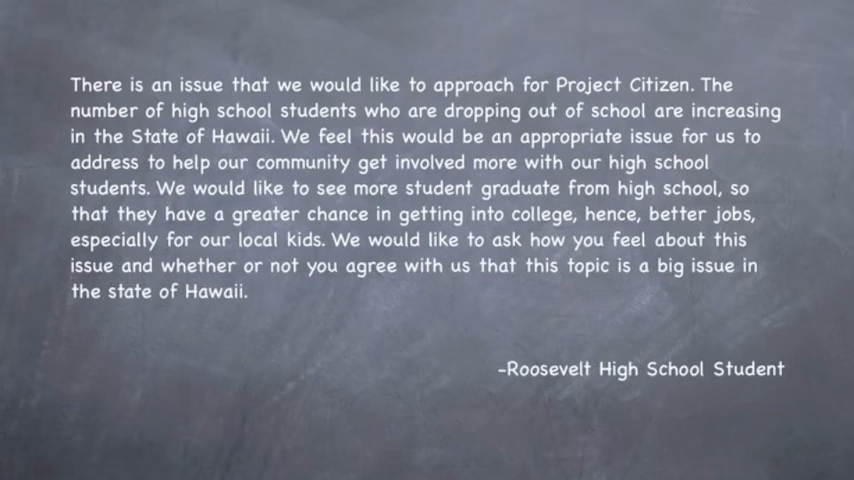 There is an issue that we would like to approach for Project Citizen. The
number of high school students who are dropping out of school are increasing
in the State of Hawaii. We feel this would be an appropriate issue for us to
address to help our community get involved more with our high school
students. We would like to see more student graduate from high school, so
that they have a greater chance in getting into college, hence, better jobs,
especially for our local kids. We would like to ask how you feel about this
issue and whether or not you agree with us that this topic is a big issue in
the state of Hawaii.
-Roosevelt High School Student